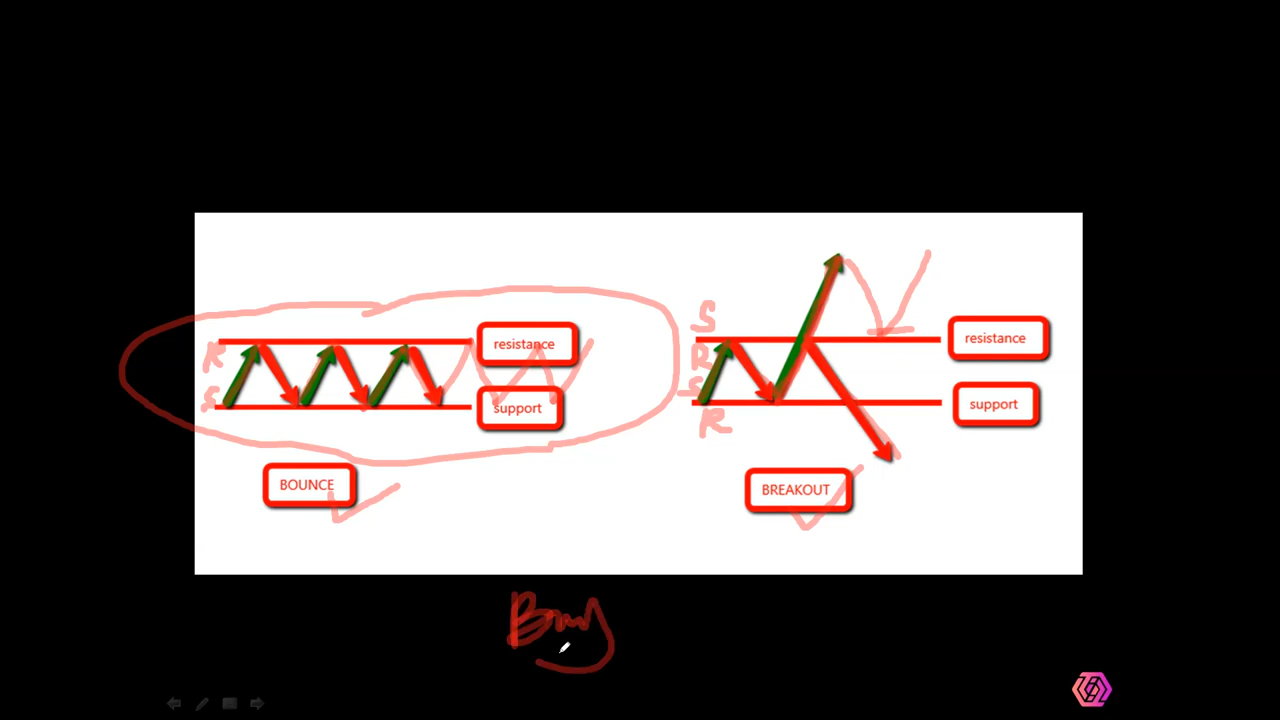 resistance
support
BOUNCE
R
S
S
R
S
R
resistance
support
BREAKOUT